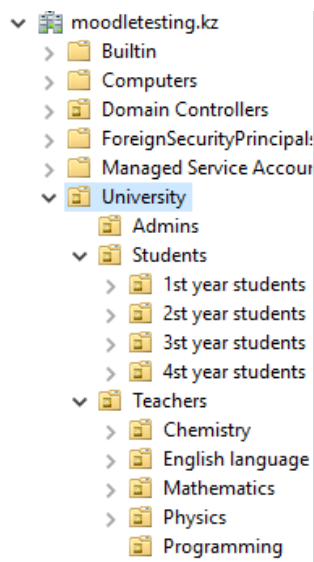 moodletesting.kz
Builtin
Computers
Domain Controllers
ForeignSecurityPrincipals
Managed Service Accour
University
Admins
Students
1st year students
2st year students
3st year students
4st year students
Teachers
Chemistry
English language
Mathematics
Physics
Programming